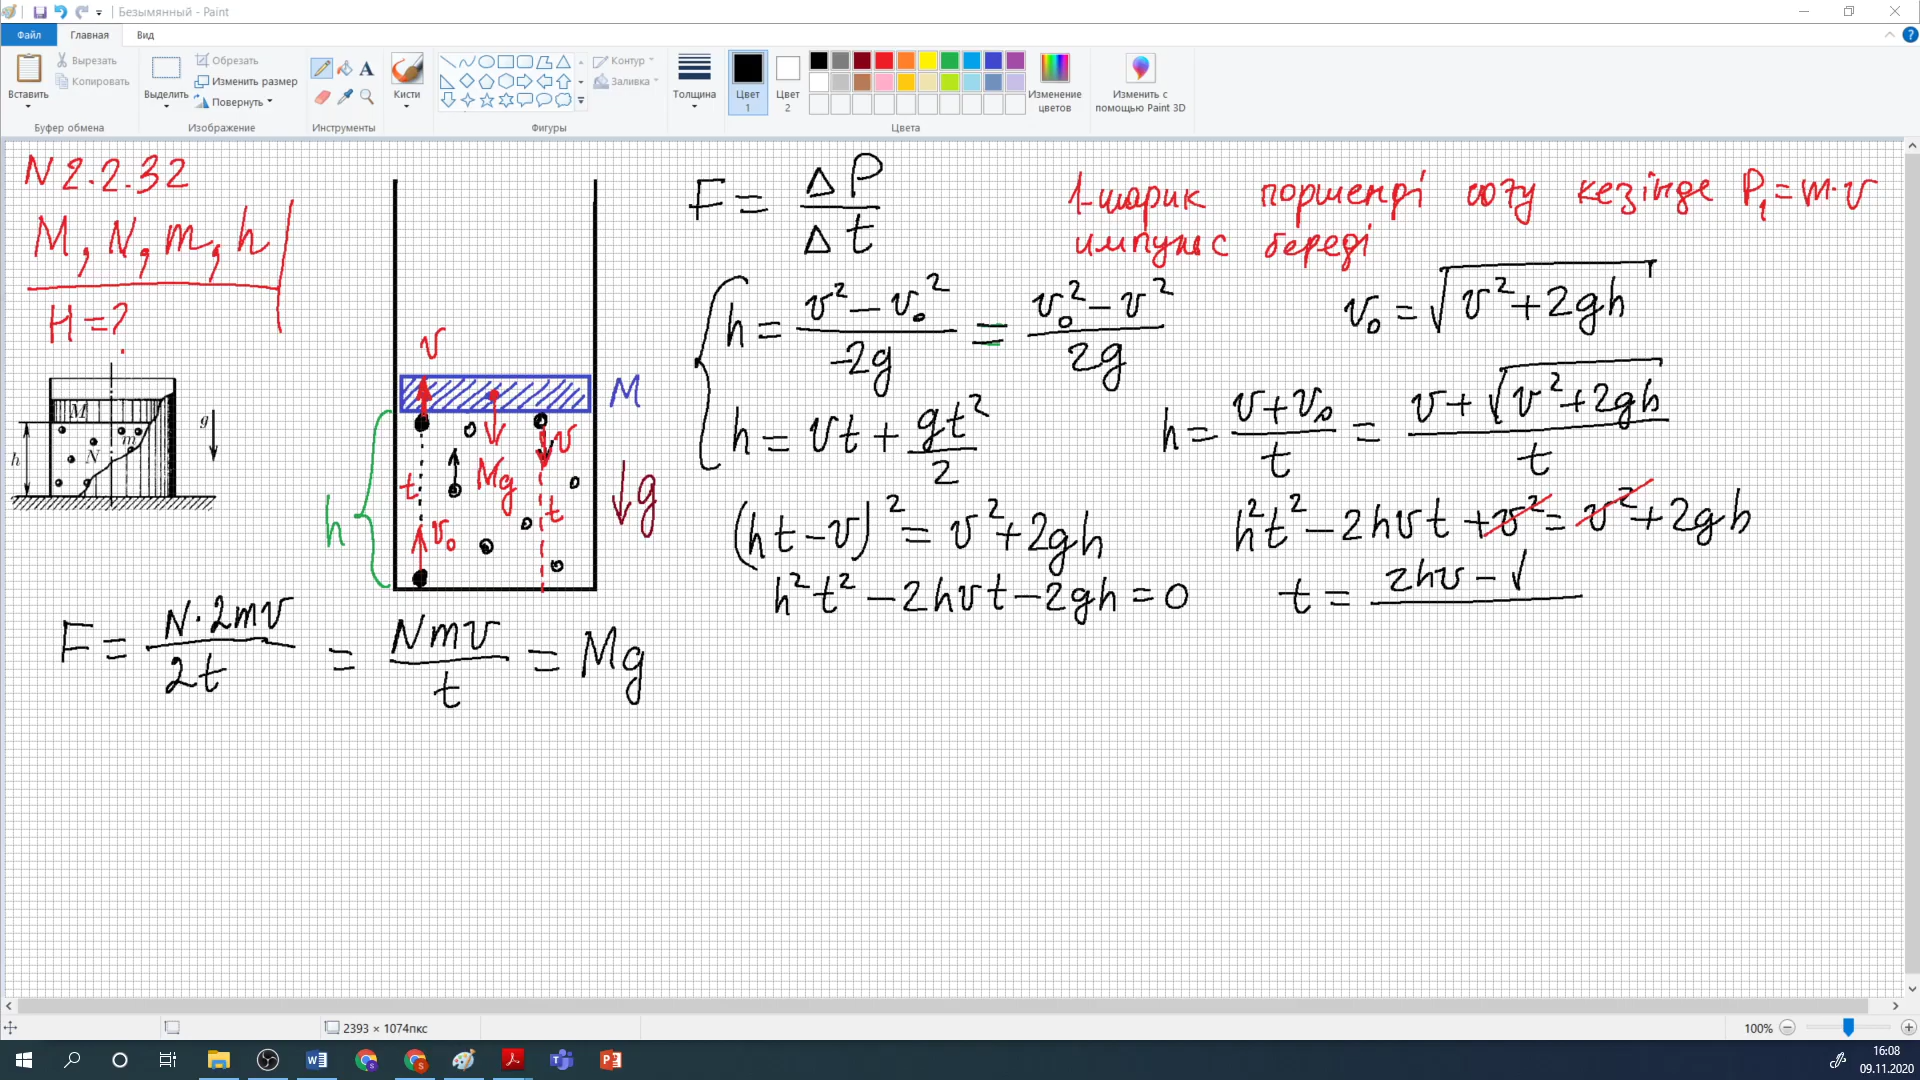 Безымянный - Paint
Файл Главная Вид
Вставить
Вырезать
Копировать
Буфер обмена
Выделить
Обрезать
Изменить размер
Повернуть
Изображение
Инструменты
Кисти
Контур
Заливка
Фигуры
Толщина
Цвет 1
Цвет 2
Изменение цветов
Цвета
Изменить с помощью Paint 3D
N 2.2.32
M, N, m, h
H = ?
M
m
N
h
g
v
M
Mg
v
t
t
v₀
h
g
F = N·2mv / 2t = Nmv / t = Mg
F = ΔP / Δt
1-шарик поршенді соғу кезінде P₁ = m·v
импульс береді
h = (v² − v₀²) / −2g = (v₀² − v²) / 2g
v₀ = √(v² + 2gh)
h = vt + gt² / 2
h = (v + v₀) / t = (v + √(v² + 2gh)) / t
(ht − v)² = v² + 2gh
h²t² − 2hvt + v² = v² + 2gh
h²t² − 2hvt − 2gh = 0
t = 2hv − √
2393 × 1074пкс
100%
16:08
09.11.2020